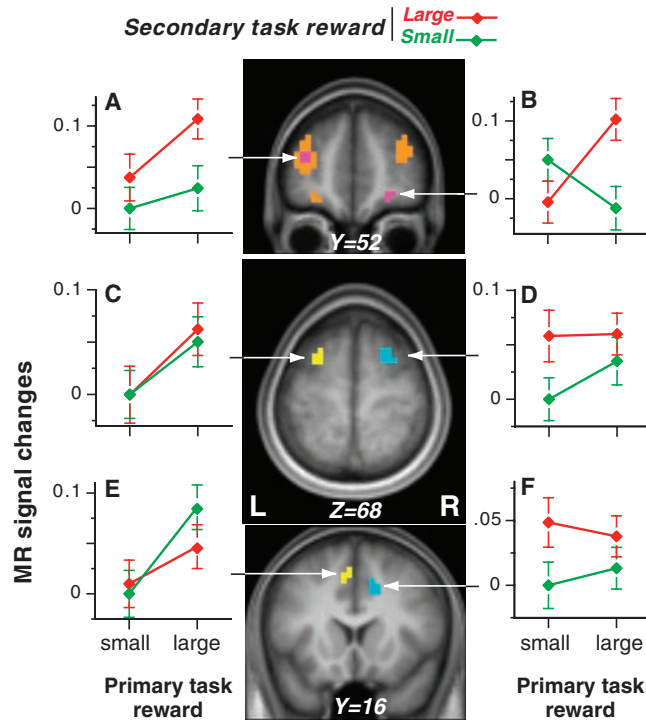 Secondary task reward
Large
Small
A
0.1
0
B
0.1
0
Y=52
C
0.1
0
D
0.1
0
MR signal changes
L
R
Z=68
E
0.1
0
F
.05
0
small large
Primary task
reward
Y=16
small large
Primary task
reward